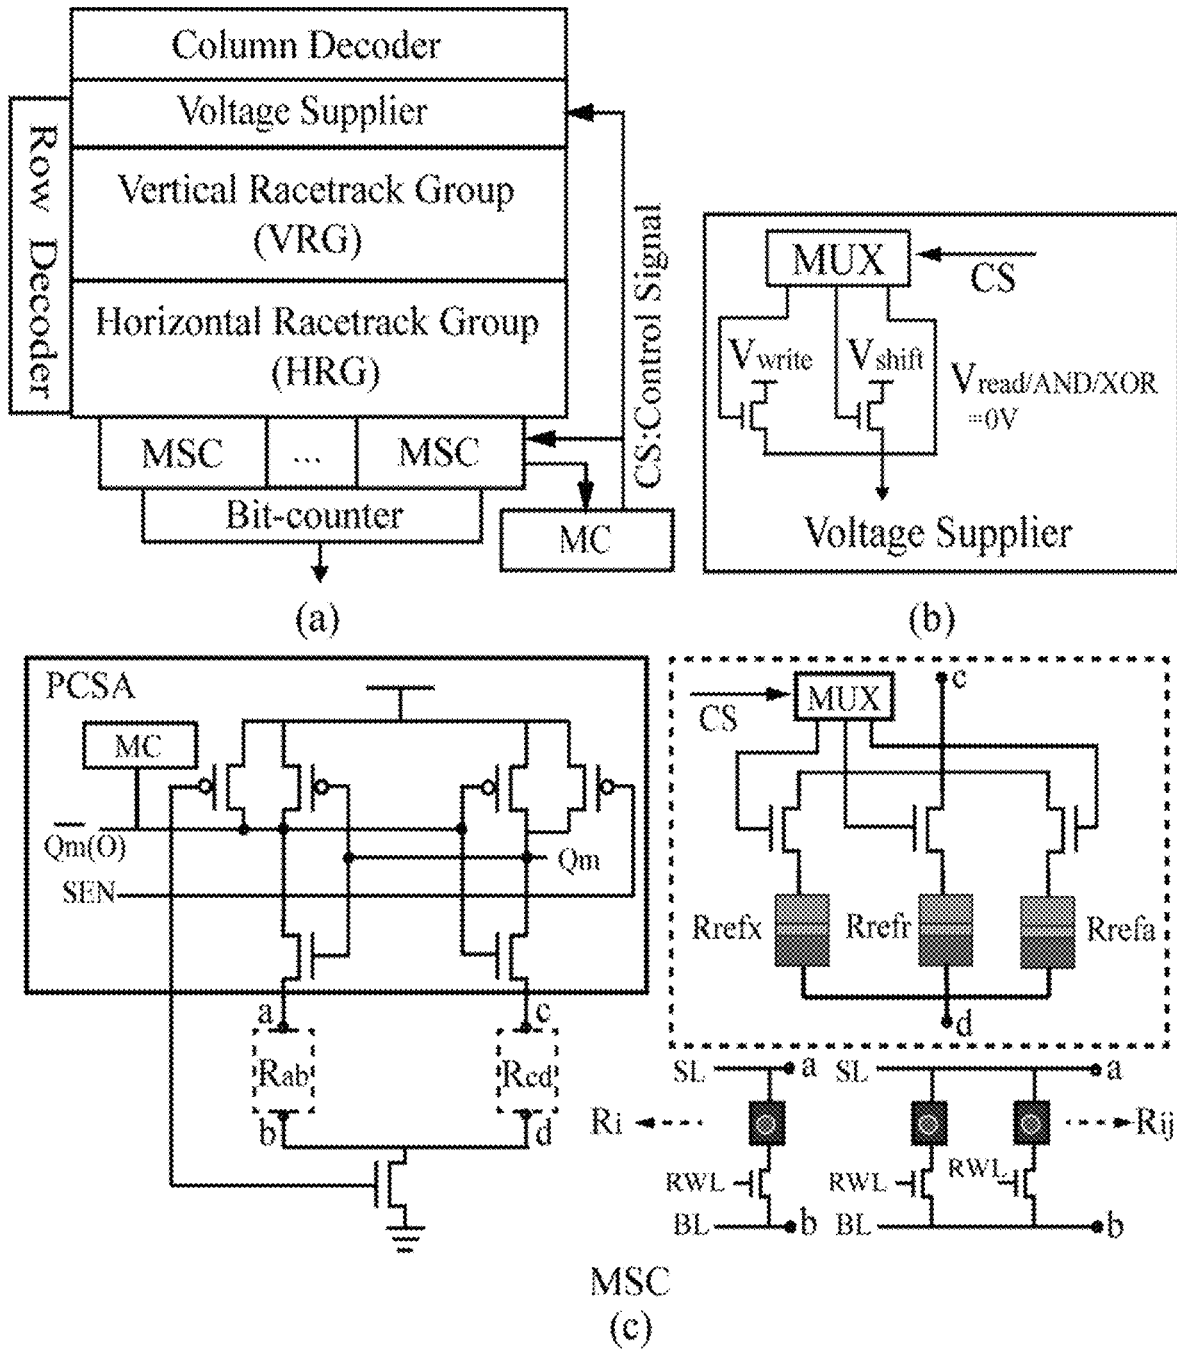 Column Decoder
Voltage Supplier
Row Decoder
Vertical Racetrack Group
(VRG)
Horizontal Racetrack Group
(HRG)
MSC
...
MSC
Bit-counter
MC
CS:Control Signal
(a)
MUX
CS
Vwrite
Vshift
Vread/AND/XOR
=0V
Voltage Supplier
(b)
PCSA
MC
Qm(O)
SEN
Qm
a
c
Rab
Rcd
b
d
c
MUX
CS
Rrefx
Rrefr
Rrefa
d
SL
a
SL
a
Ri
Rij
RWL
RWL
RWL
BL
b
BL
b
MSC
(c)